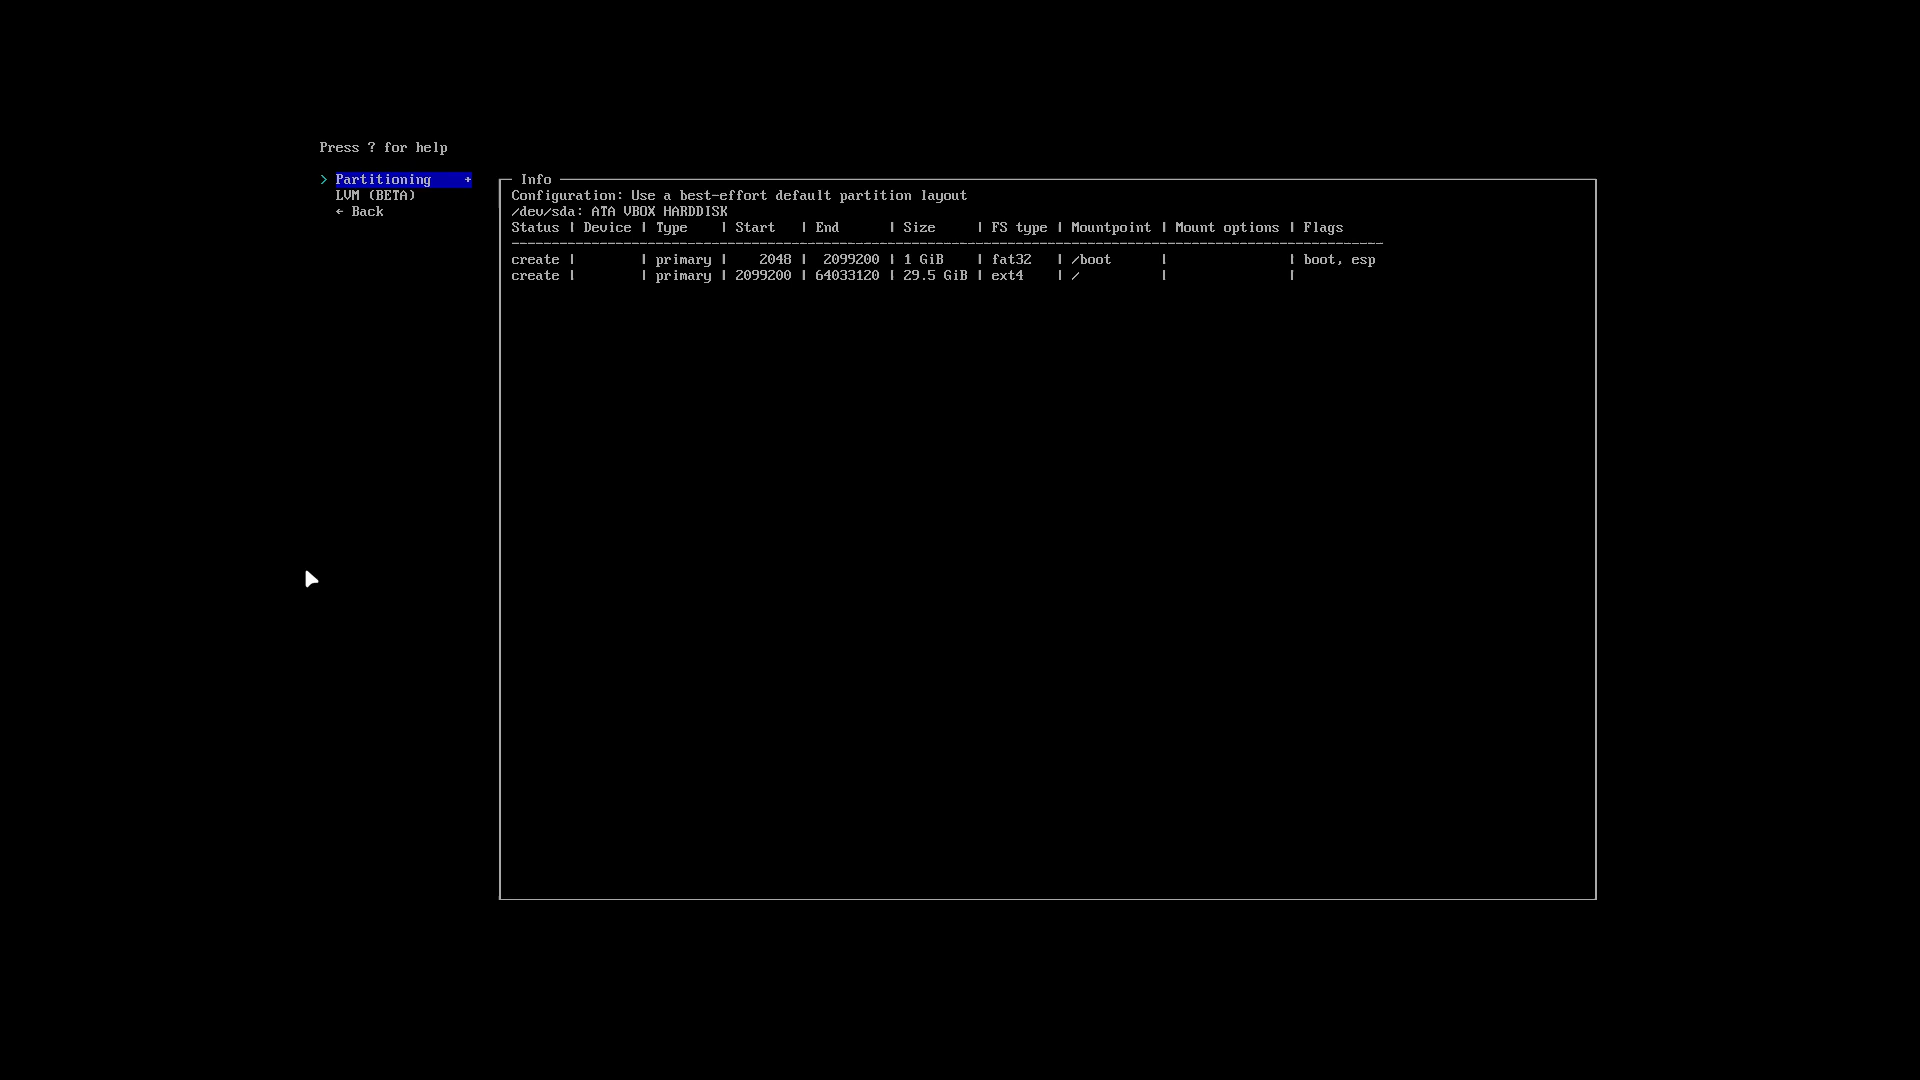 Press ? for help
> Partitioning +
LVM (BETA)
← Back
Info
Configuration: Use a best-effort default partition layout
/dev/sda: ATA VBOX HARDDISK
Status | Device | Type | Start | End | Size | FS type | Mountpoint | Mount options | Flags
create | | primary | 2048 | 2099200 | 1 GiB | fat32 | /boot | | boot, esp
create | | primary | 2099200 | 64033120 | 29.5 GiB | ext4 | / | |